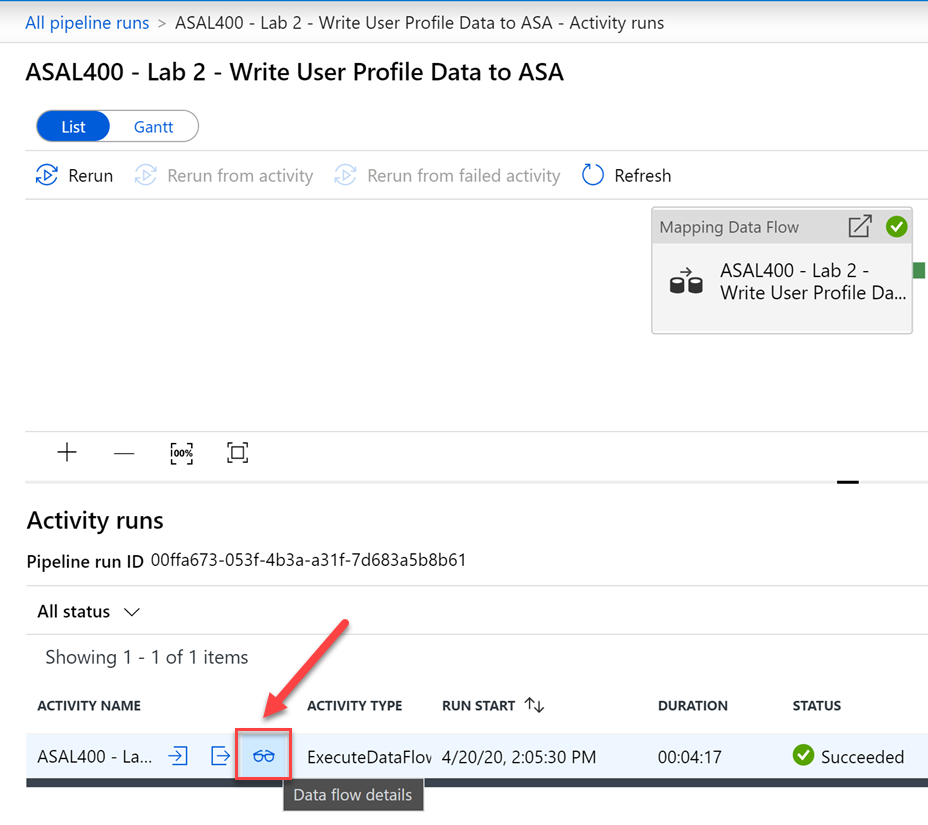 All pipeline runs > ASAL400 - Lab 2 - Write User Profile Data to ASA - Activity runs
ASAL400 - Lab 2 - Write User Profile Data to ASA
List Gantt
Rerun Rerun from activity Rerun from failed activity Refresh
Mapping Data Flow
ASAL400 - Lab 2 -
Write User Profile Da...
100%
Activity runs
Pipeline run ID 00ffa673-053f-4b3a-a31f-7d683a5b8b61
All status
Showing 1 - 1 of 1 items
ACTIVITY NAME ACTIVITY TYPE RUN START DURATION STATUS
ASAL400 - La... ExecuteDataFlov 4/20/20, 2:05:30 PM 00:04:17 Succeeded
Data flow details